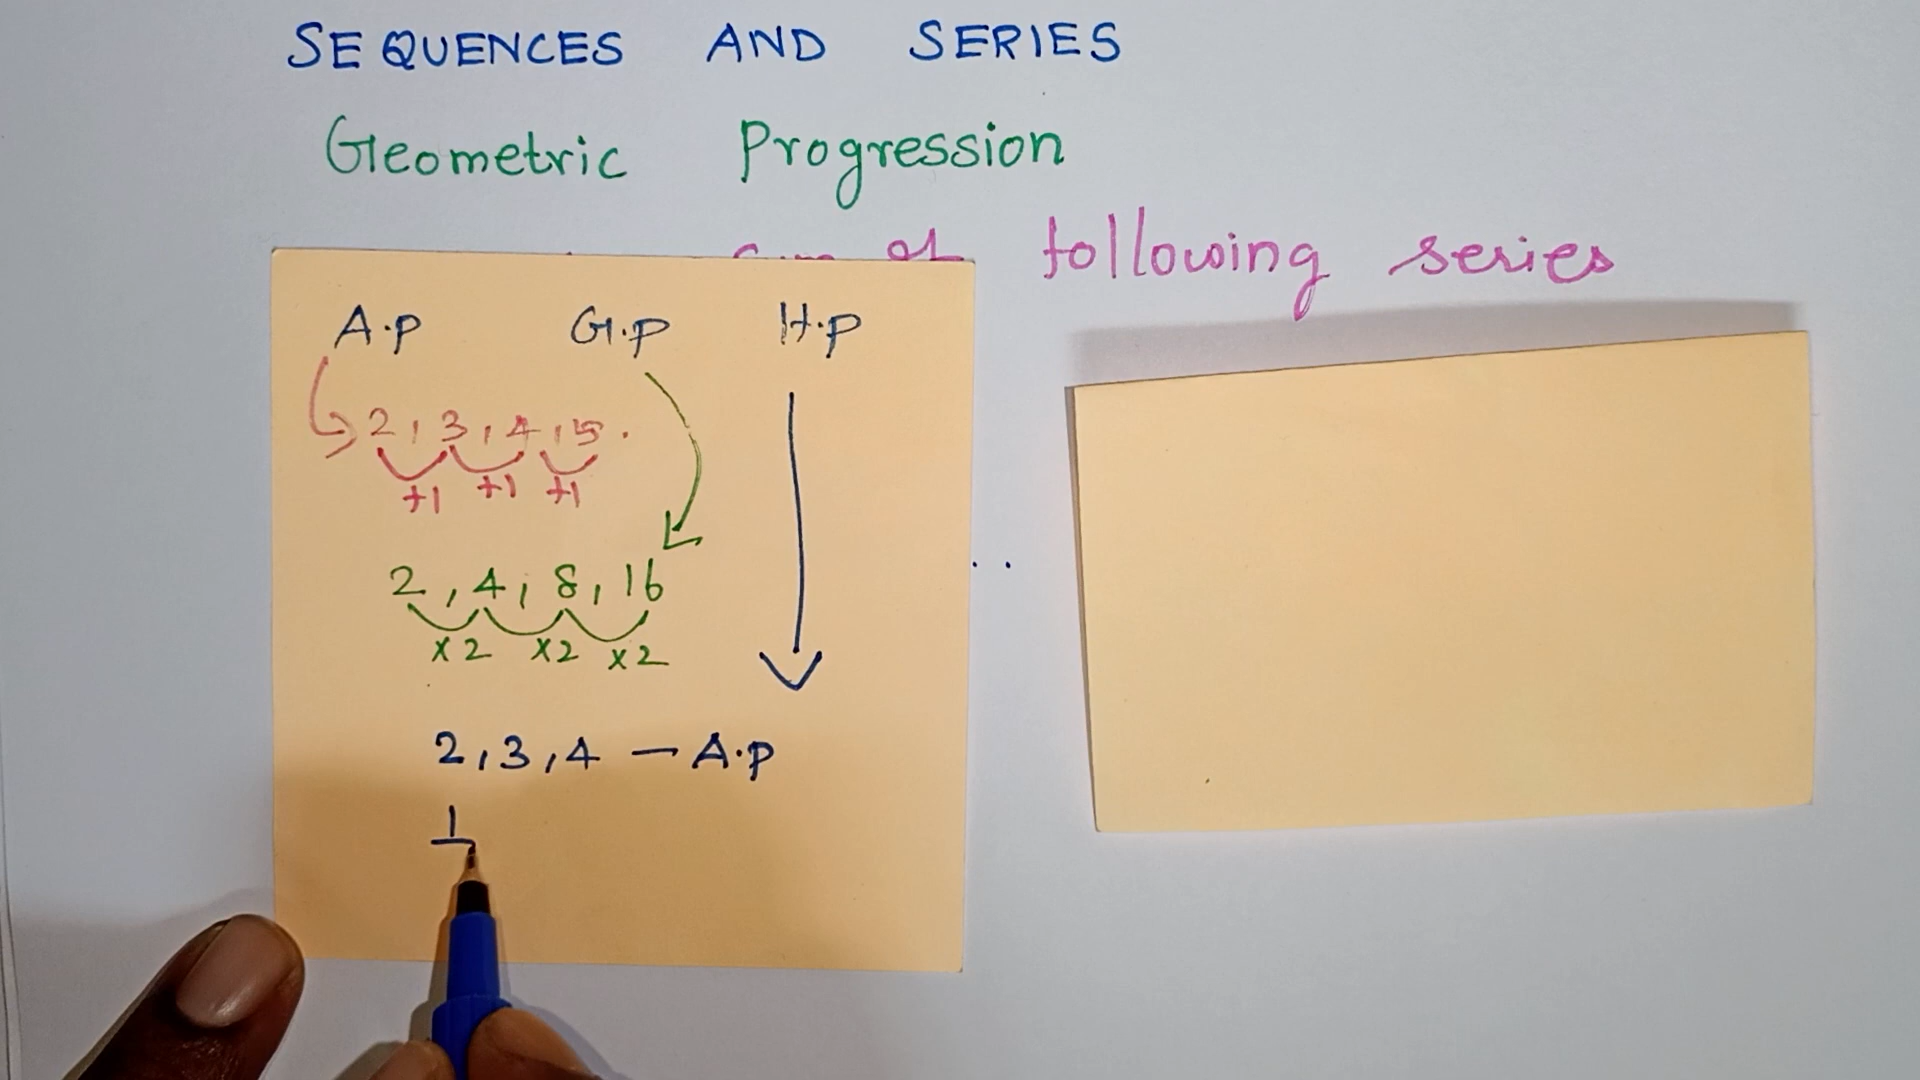 SEQUENCES AND SERIES
Geometric Progression
of following series
A.p G.p H.p
2, 3, 4, 5.
+1 +1 +1
2, 4, 8, 16
x2 x2 x2
..
2, 3, 4 — A.p
1